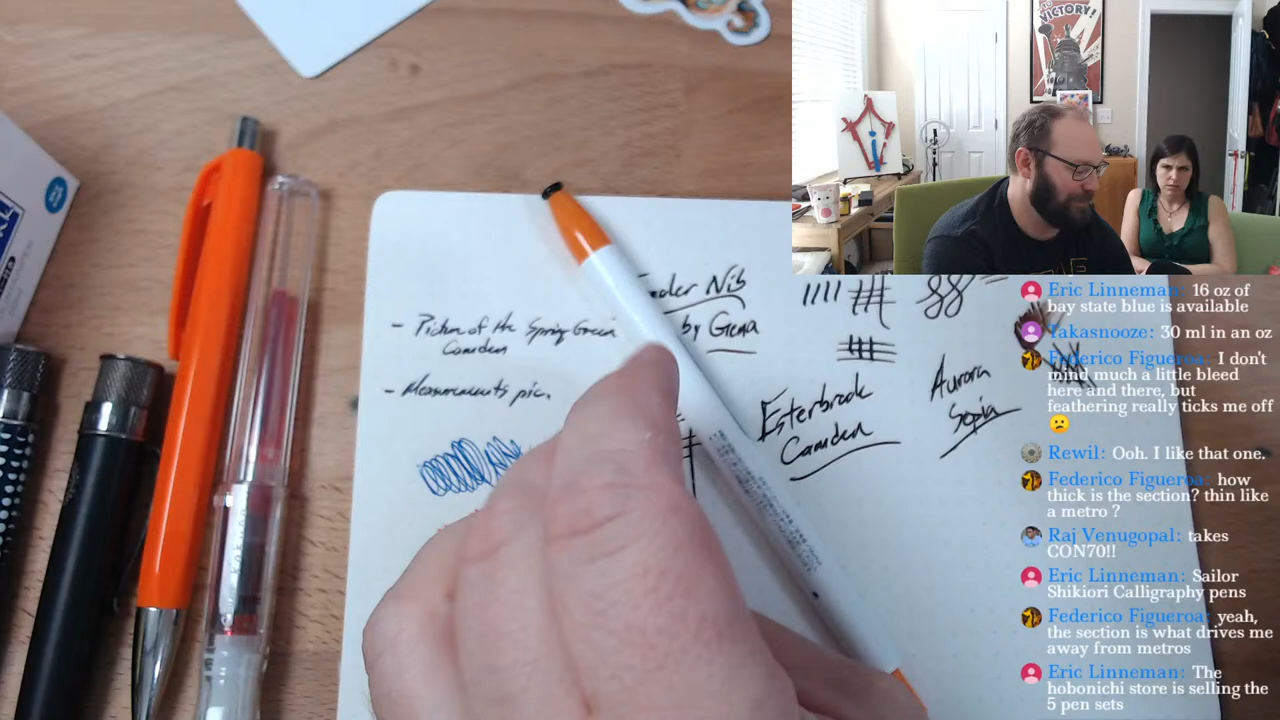 VICTORY!
Nib
- Picture of the Spring Green
by Gena
Camden
- Measurements pic.
Esterbrook
Camden
Aurora
Sepia
Eric Linneman: 16 oz of
bay state blue is available
Takasnooze: 30 ml in an oz
Federico Figueroa: I don't
mind much a little bleed
here and there, but
feathering really ticks me off
Rewil: Ooh. I like that one.
Federico Figueroa: how
thick is the section? thin like
a metro ?
Raj Venugopal: takes
CON70!!
Eric Linneman: Sailor
Shikiori Calligraphy pens
Federico Figueroa: yeah,
the section is what drives me
away from metros
Eric Linneman: The
hobonichi store is selling the
5 pen sets